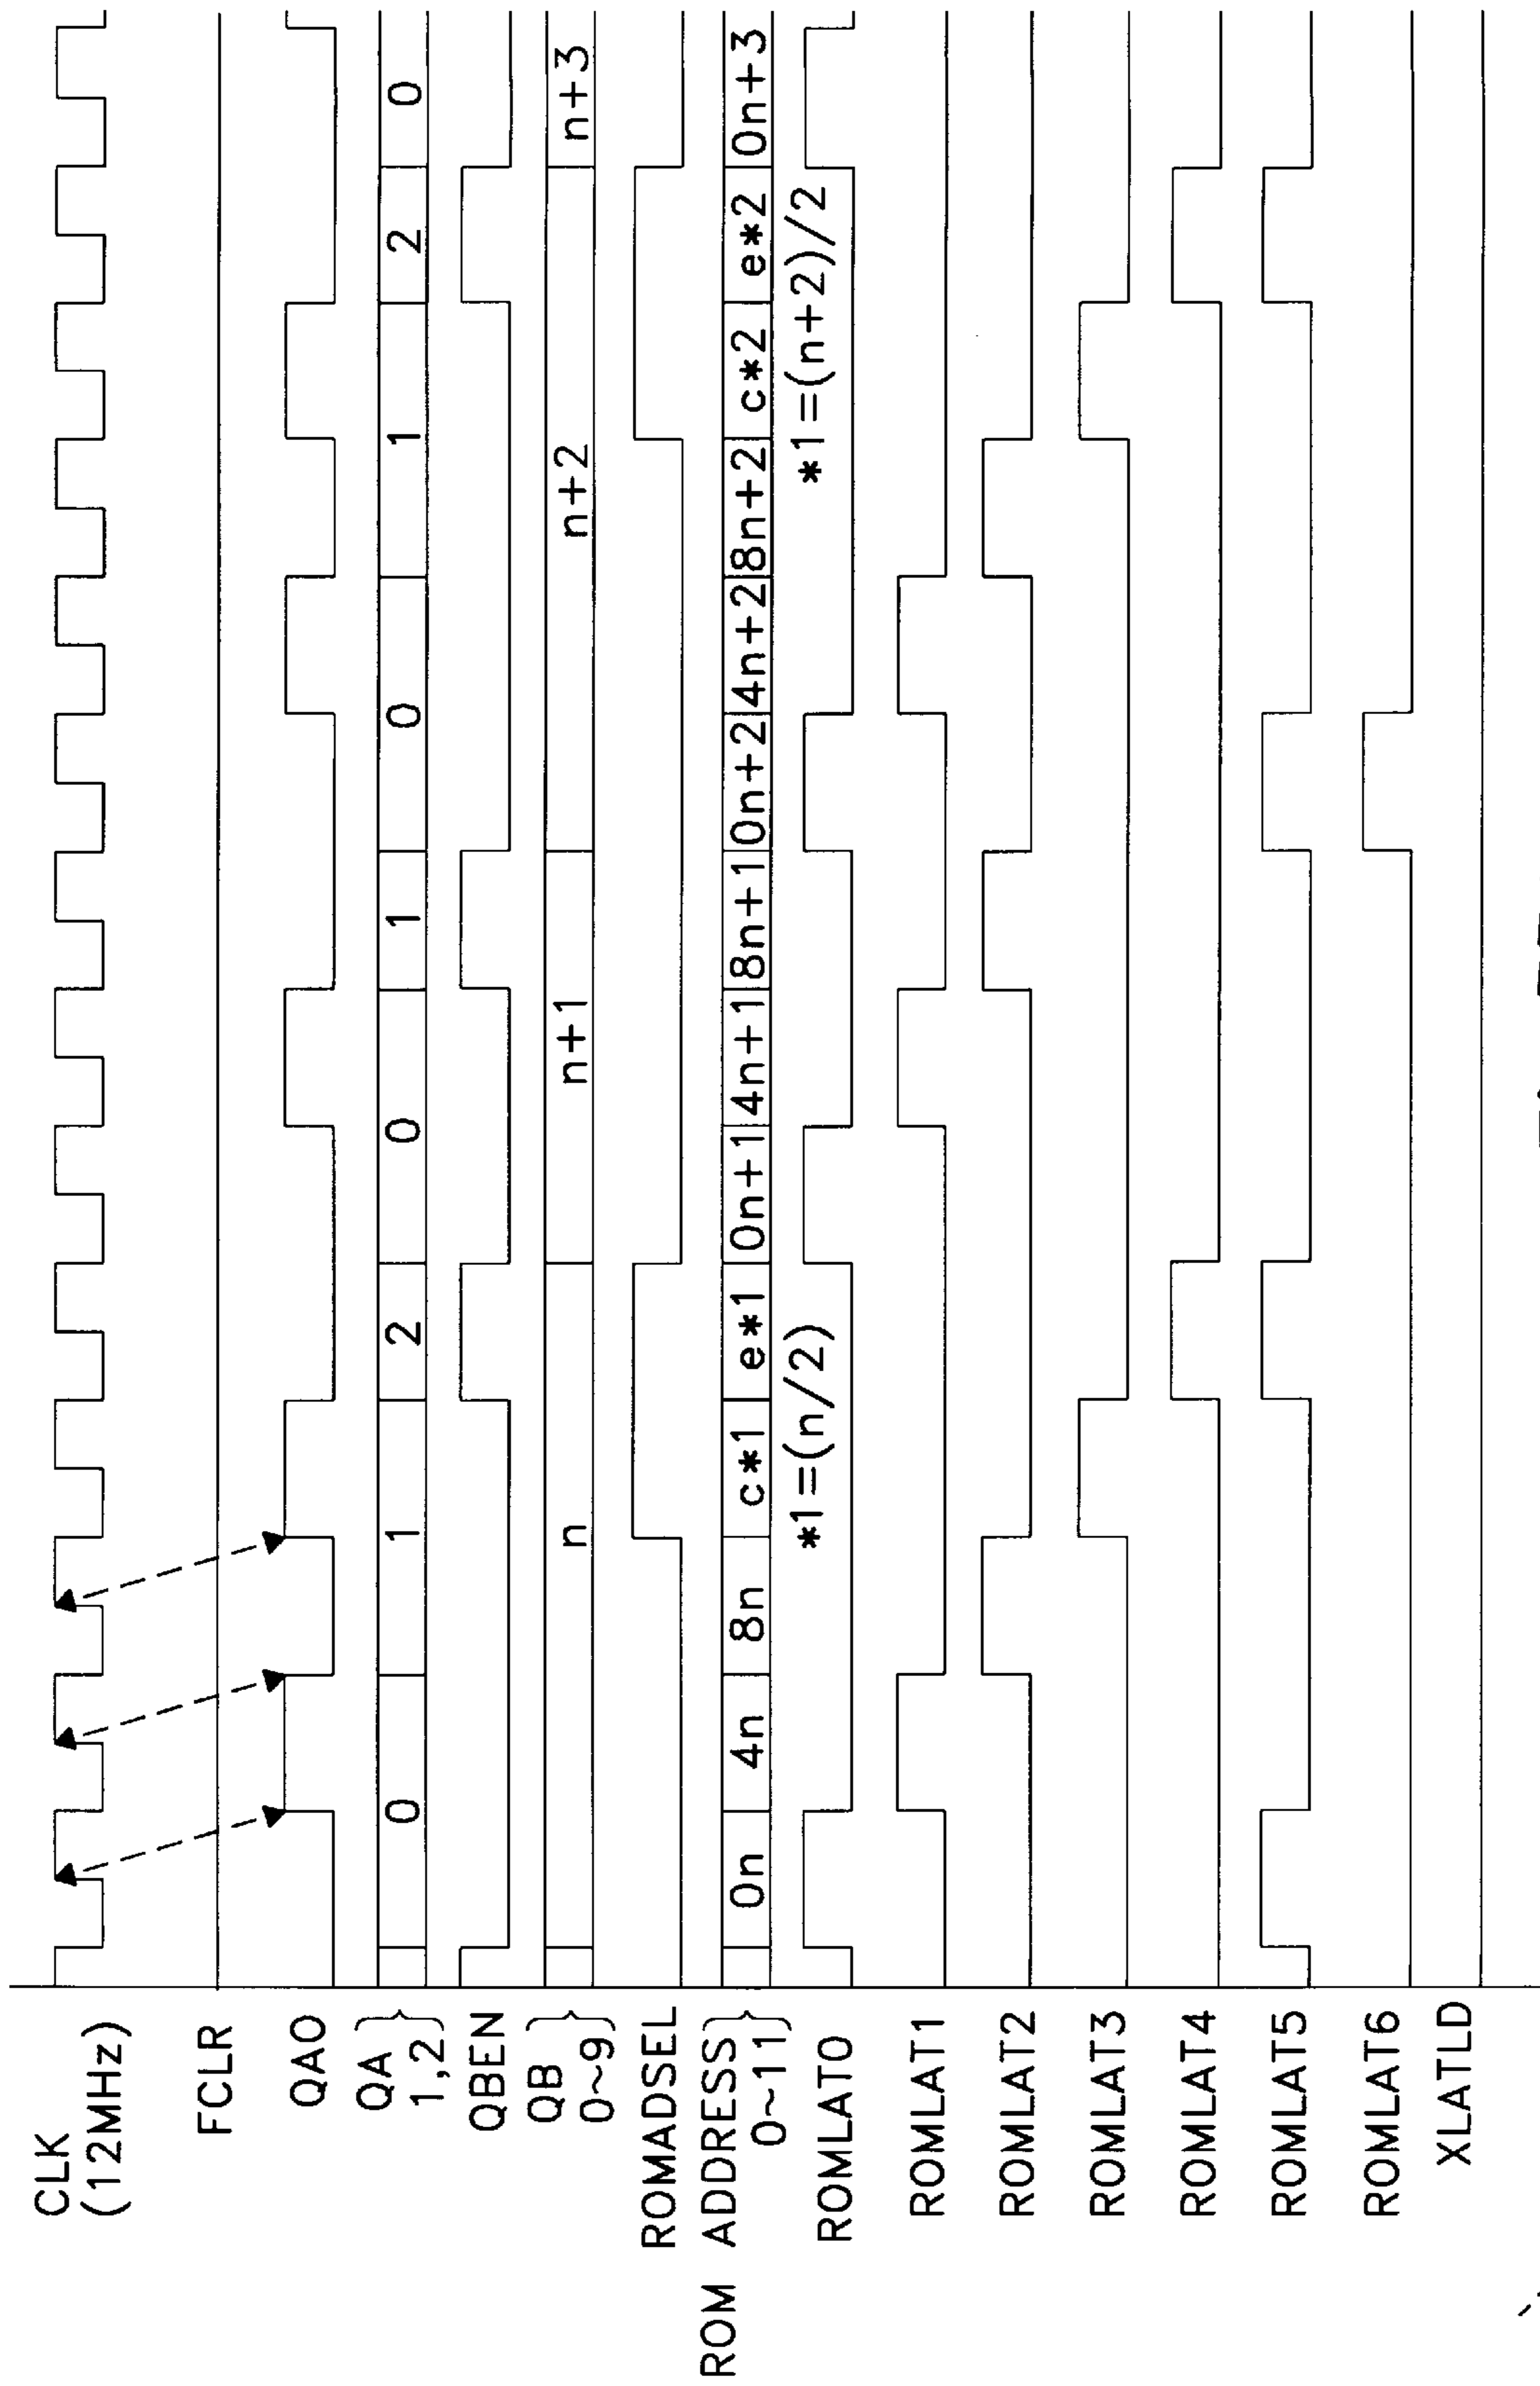 CLK
(12MHz)
FCLR
QA0
QA 1,2
0 1 2 0 1 0 1 2 0
QBEN
QB 0~9
n n+1 n+2 n+3
ROMADSEL
ROM ADDRESS 0~11
0n 4n 8n c*1 e*1 0n+1 4n+1 8n+1 0n+2 4n+2 8n+2 c*2 e*2 0n+3
*1=(n/2) *1=(n+2)/2
ROMLAT0
ROMLAT1
ROMLAT2
ROMLAT3
ROMLAT4
ROMLAT5
ROMLAT6
XLATLD